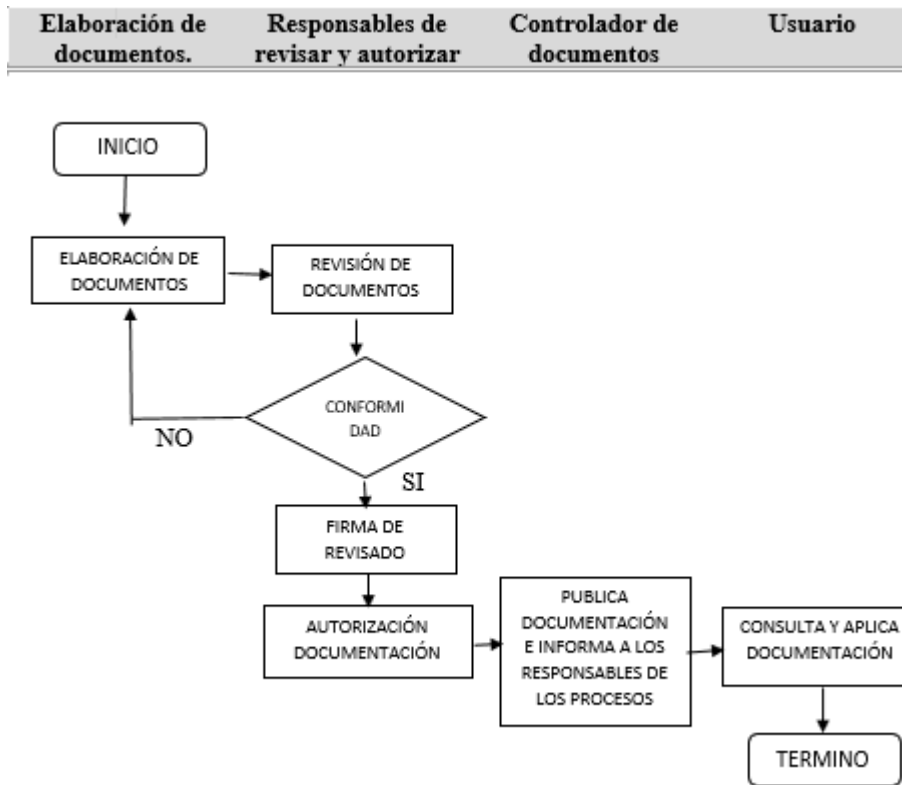 Elaboración de
documentos.
Responsables de
revisar y autorizar
Controlador de
documentos
Usuario
INICIO
ELABORACIÓN DE
DOCUMENTOS
REVISIÓN DE
DOCUMENTOS
CONFORMI
DAD
NO
SI
FIRMA DE
REVISADO
AUTORIZACIÓN
DOCUMENTACIÓN
PUBLICA
DOCUMENTACIÓN
E INFORMA A LOS
RESPONSABLES DE
LOS PROCESOS
CONSULTA Y APLICA
DOCUMENTACIÓN
TERMINO